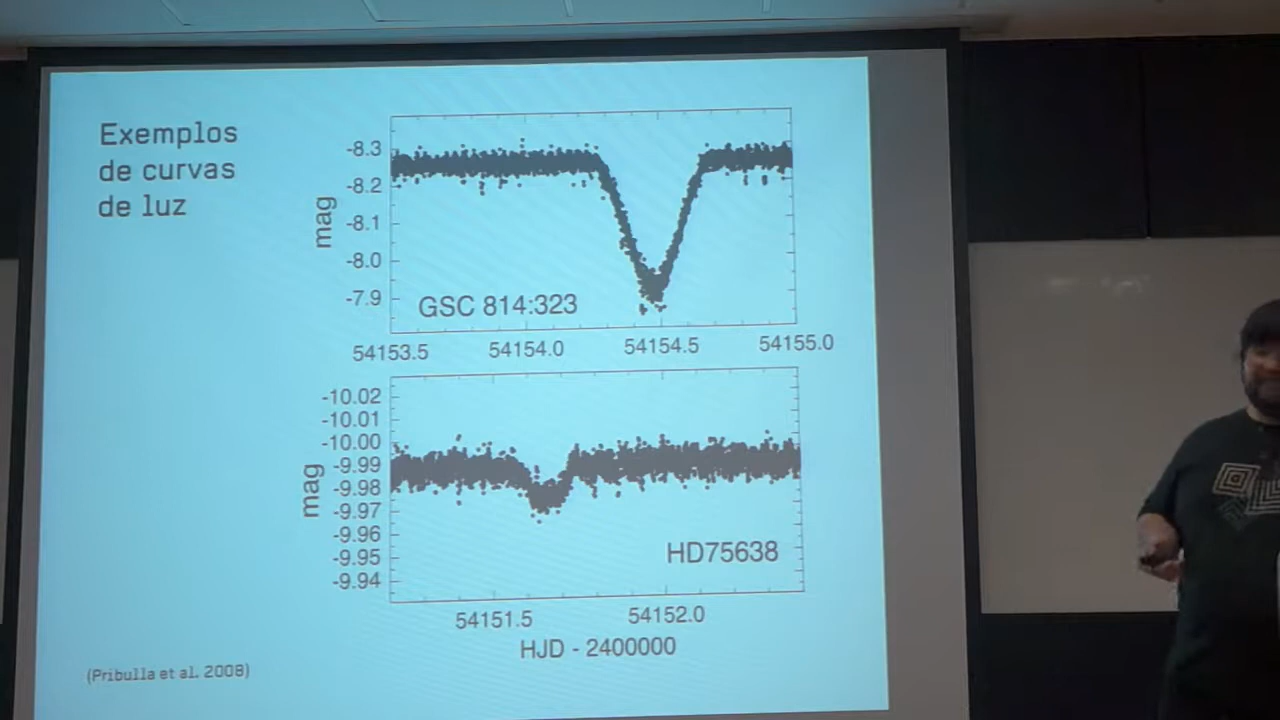 Exemplos
de curvas
de luz
mag
-8.3
-8.2
-8.1
-8.0
-7.9
GSC 814:323
54153.5 54154.0 54154.5 54155.0
mag
-10.02
-10.01
-10.00
-9.99
-9.98
-9.97
-9.96
-9.95
-9.94
HD75638
54151.5 54152.0
HJD - 2400000
(Pribulla et al. 2008)